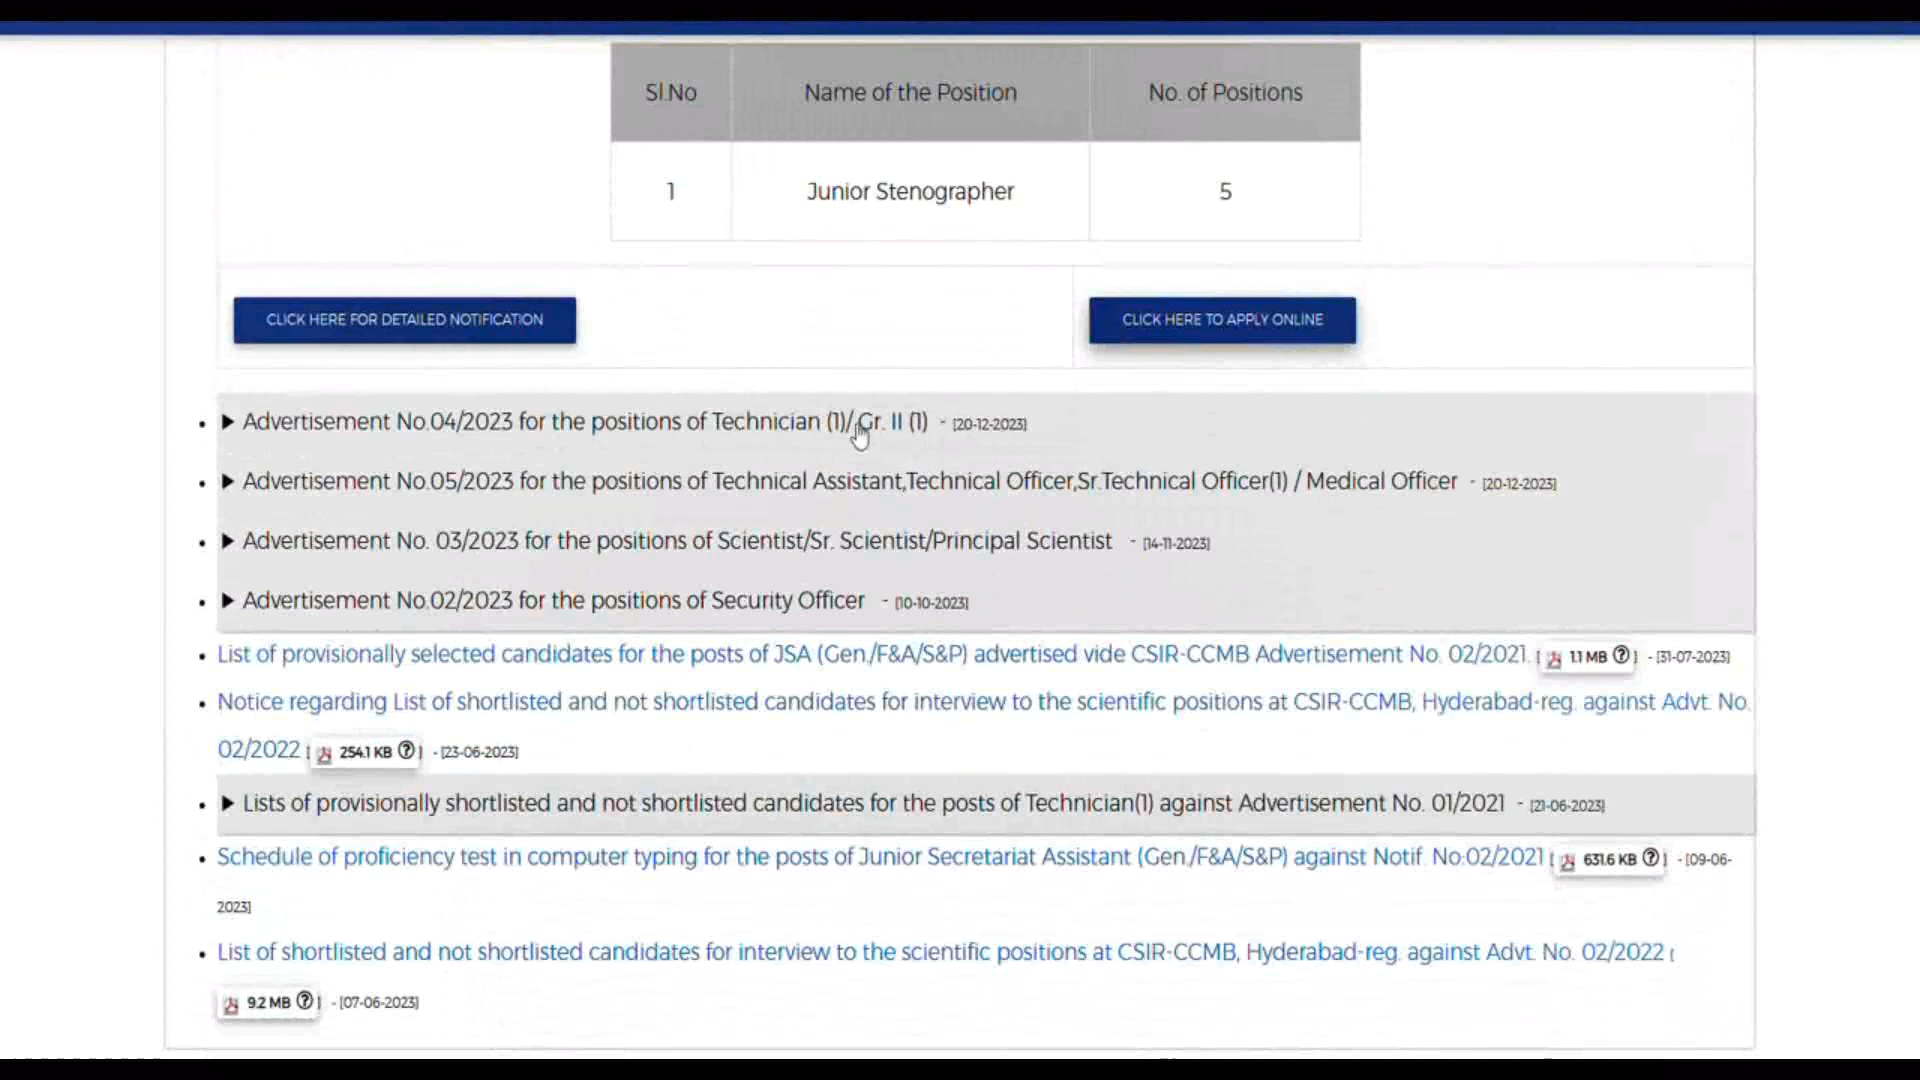 Sl.No Name of the Position No. of Positions
1 Junior Stenographer 5
CLICK HERE FOR DETAILED NOTIFICATION CLICK HERE TO APPLY ONLINE
Advertisement No.04/2023 for the positions of Technician (1)/ Gr. II (1) - [20-12-2023]
Advertisement No.05/2023 for the positions of Technical Assistant,Technical Officer,Sr.Technical Officer(1) / Medical Officer - [20-12-2023]
Advertisement No. 03/2023 for the positions of Scientist/Sr. Scientist/Principal Scientist - [14-11-2023]
Advertisement No.02/2023 for the positions of Security Officer - [10-10-2023]
List of provisionally selected candidates for the posts of JSA (Gen./F&A/S&P) advertised vide CSIR-CCMB Advertisement No. 02/2021. [ 1.1 MB ? ] - [31-07-2023]
Notice regarding List of shortlisted and not shortlisted candidates for interview to the scientific positions at CSIR-CCMB, Hyderabad-reg. against Advt. No.
02/2022 [ 254.1 KB ? ] - [23-06-2023]
Lists of provisionally shortlisted and not shortlisted candidates for the posts of Technician(1) against Advertisement No. 01/2021 - [21-06-2023]
Schedule of proficiency test in computer typing for the posts of Junior Secretariat Assistant (Gen./F&A/S&P) against Notif. No:02/2021 [ 631.6 KB ? ] - [09-06-
2023]
List of shortlisted and not shortlisted candidates for interview to the scientific positions at CSIR-CCMB, Hyderabad-reg. against Advt. No. 02/2022 [
9.2 MB ? ] - [07-06-2023]